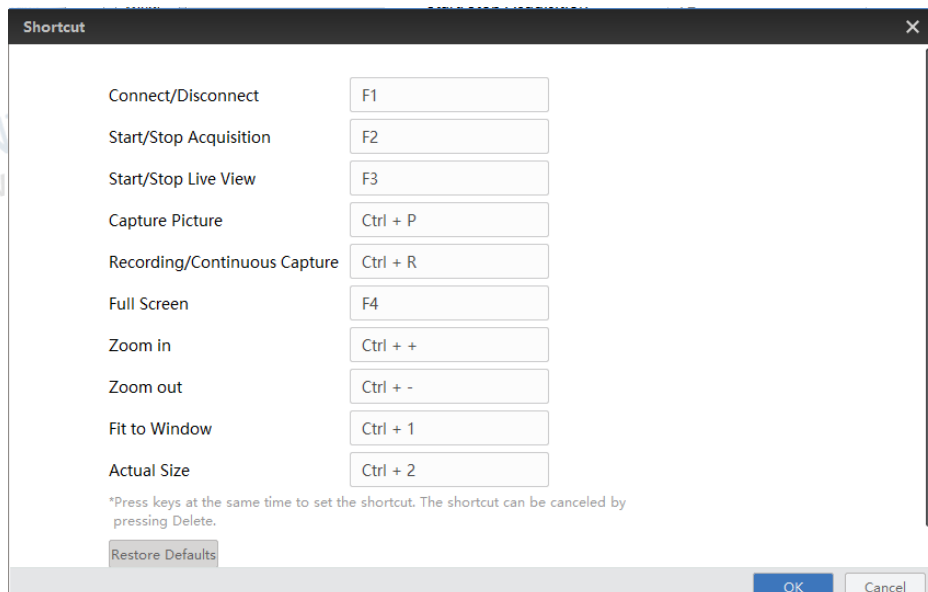 Shortcut
Connect/Disconnect F1
Start/Stop Acquisition F2
Start/Stop Live View F3
Capture Picture Ctrl + P
Recording/Continuous Capture Ctrl + R
Full Screen F4
Zoom in Ctrl + +
Zoom out Ctrl + -
Fit to Window Ctrl + 1
Actual Size Ctrl + 2
*Press keys at the same time to set the shortcut. The shortcut can be canceled by
pressing Delete.
Restore Defaults
OK Cancel